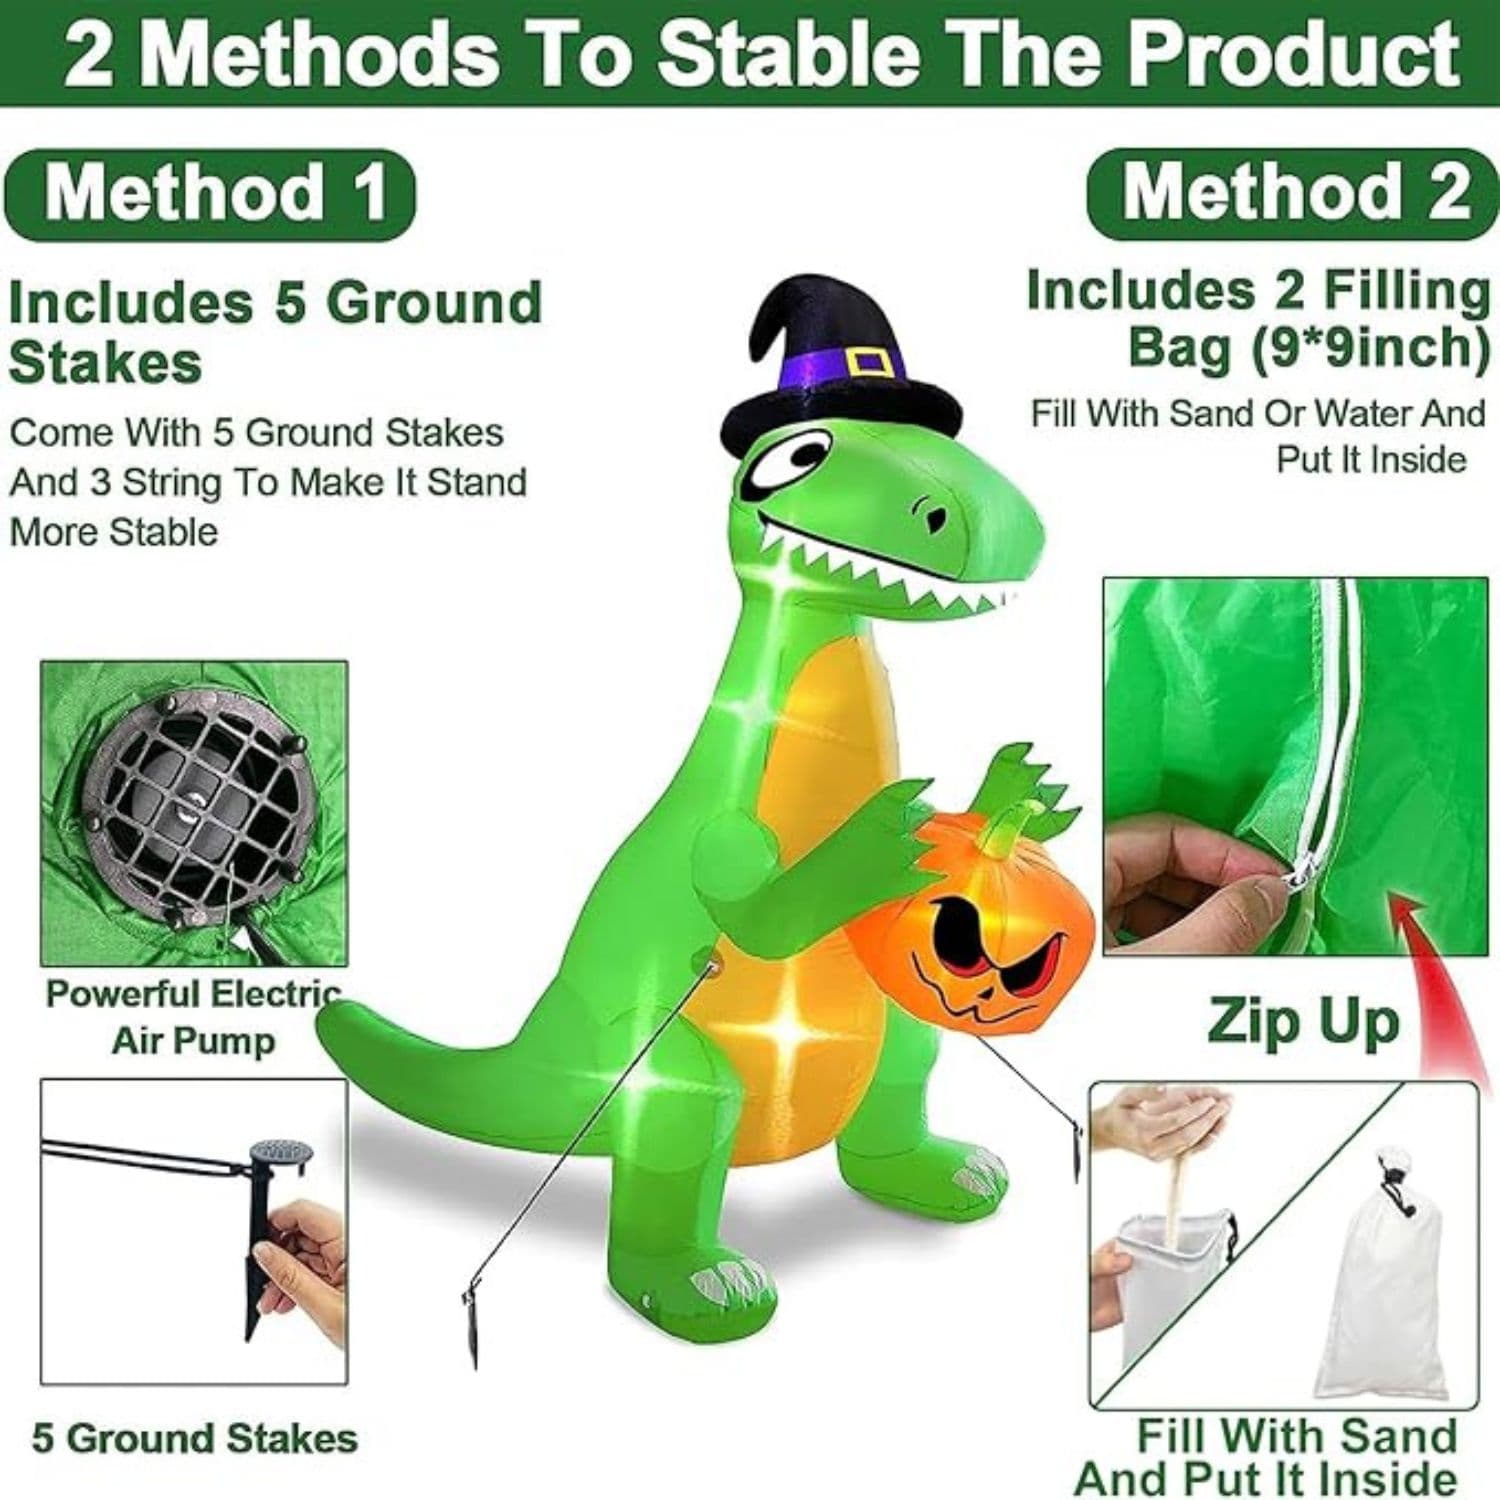 2 Methods To Stable The Product
Method 1
Includes 5 Ground
Stakes
Come With 5 Ground Stakes
And 3 String To Make It Stand
More Stable
Powerful Electric
Air Pump
5 Ground Stakes
Method 2
Includes 2 Filling
Bag (9*9inch)
Fill With Sand Or Water And
Put It Inside
Zip Up
Fill With Sand
And Put It Inside